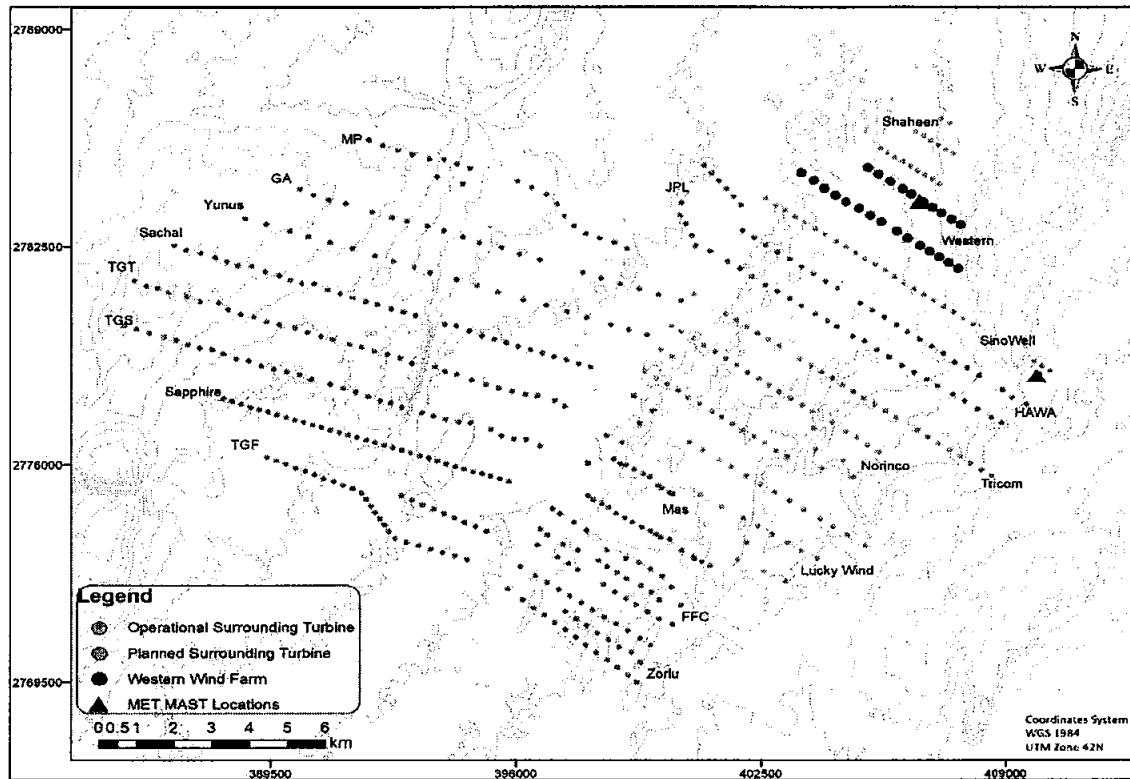 2789000
2782500
2776000
2769500
N
W
E
S
MP
GA
Yunus
Sachal
TGT
TGS
Sapphire
TGF
JPL
Shaheen
Western
SinoWell
HAWA
Norinco
Tricom
Mas
Lucky Wind
FFC
Zorlu
Legend
Operational Surrounding Turbine
Planned Surrounding Turbine
Western Wind Farm
MET MAST Locations
0 0.5 1 2 3 4 5 6
km
Coordinates System
WGS 1984
UTM Zone 42N
389500 396000 402500 409000